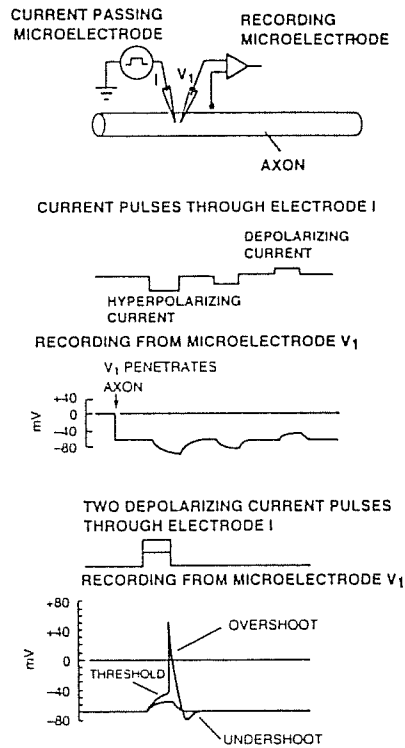 CURRENT PASSING
MICROELECTRODE
RECORDING
MICROELECTRODE
I
V1
AXON
CURRENT PULSES THROUGH ELECTRODE I
DEPOLARIZING
CURRENT
HYPERPOLARIZING
CURRENT
RECORDING FROM MICROELECTRODE V1
V1 PENETRATES
AXON
mV
+40
0
-40
-80
TWO DEPOLARIZING CURRENT PULSES
THROUGH ELECTRODE I
RECORDING FROM MICROELECTRODE V1
mV
+80
+40
0
-40
-80
OVERSHOOT
THRESHOLD
UNDERSHOOT